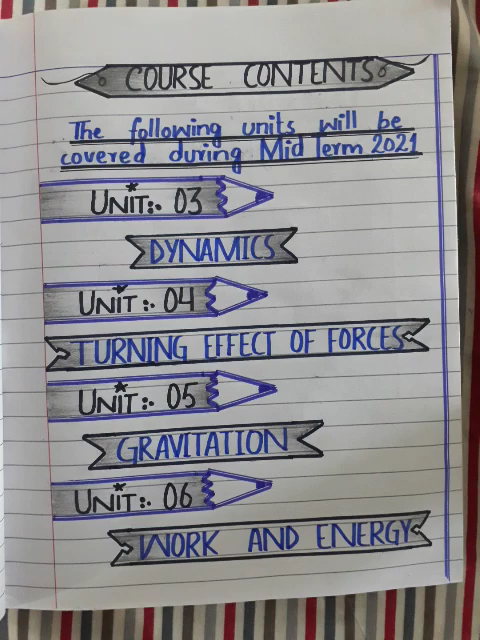 COURSE CONTENTS
The following units will be
covered during Mid Term 2021
UNIT:. 03
DYNAMICS
UNIT:. 04
TURNING EFFECT OF FORCES
UNIT:. 05
GRAVITATION
UNIT:. 06
WORK AND ENERGY